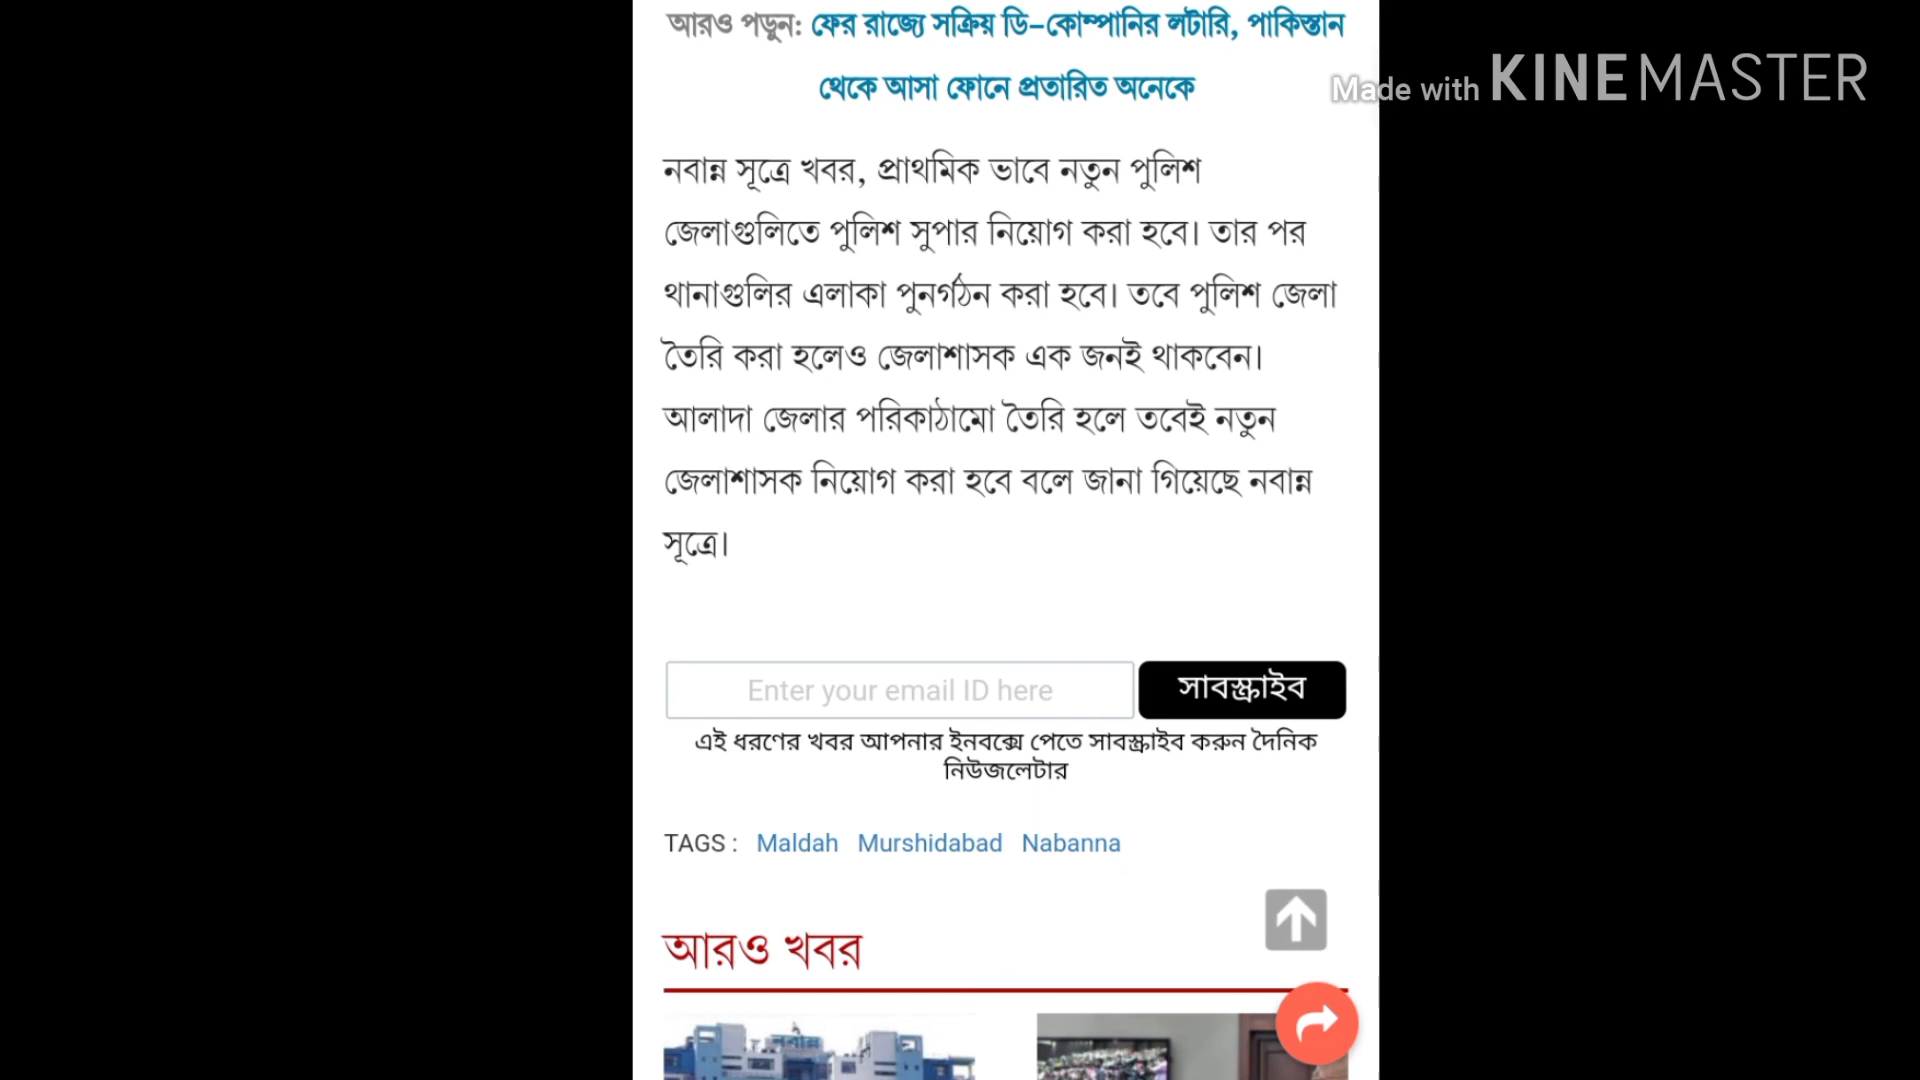 আরও পড়ুন: ফের রাজ্যে সক্রিয় ডি-কোম্পানির লটারি, পাকিস্তান
থেকে আসা ফোনে প্রতারিত অনেকে
Made with KINEMASTER
নবান্ন সূত্রে খবর, প্রাথমিক ভাবে নতুন পুলিশ
জেলাগুলিতে পুলিশ সুপার নিয়োগ করা হবে। তার পর
থানাগুলির এলাকা পুনর্গঠন করা হবে। তবে পুলিশ জেলা
তৈরি করা হলেও জেলাশাসক এক জনই থাকবেন।
আলাদা জেলার পরিকাঠামো তৈরি হলে তবেই নতুন
জেলাশাসক নিয়োগ করা হবে বলে জানা গিয়েছে নবান্ন
সূত্রে।
Enter your email ID here সাবস্ক্রাইব
এই ধরণের খবর আপনার ইনবক্সে পেতে সাবস্ক্রাইব করুন দৈনিক
নিউজলেটার
TAGS : Maldah Murshidabad Nabanna
আরও খবর
নবান্ন